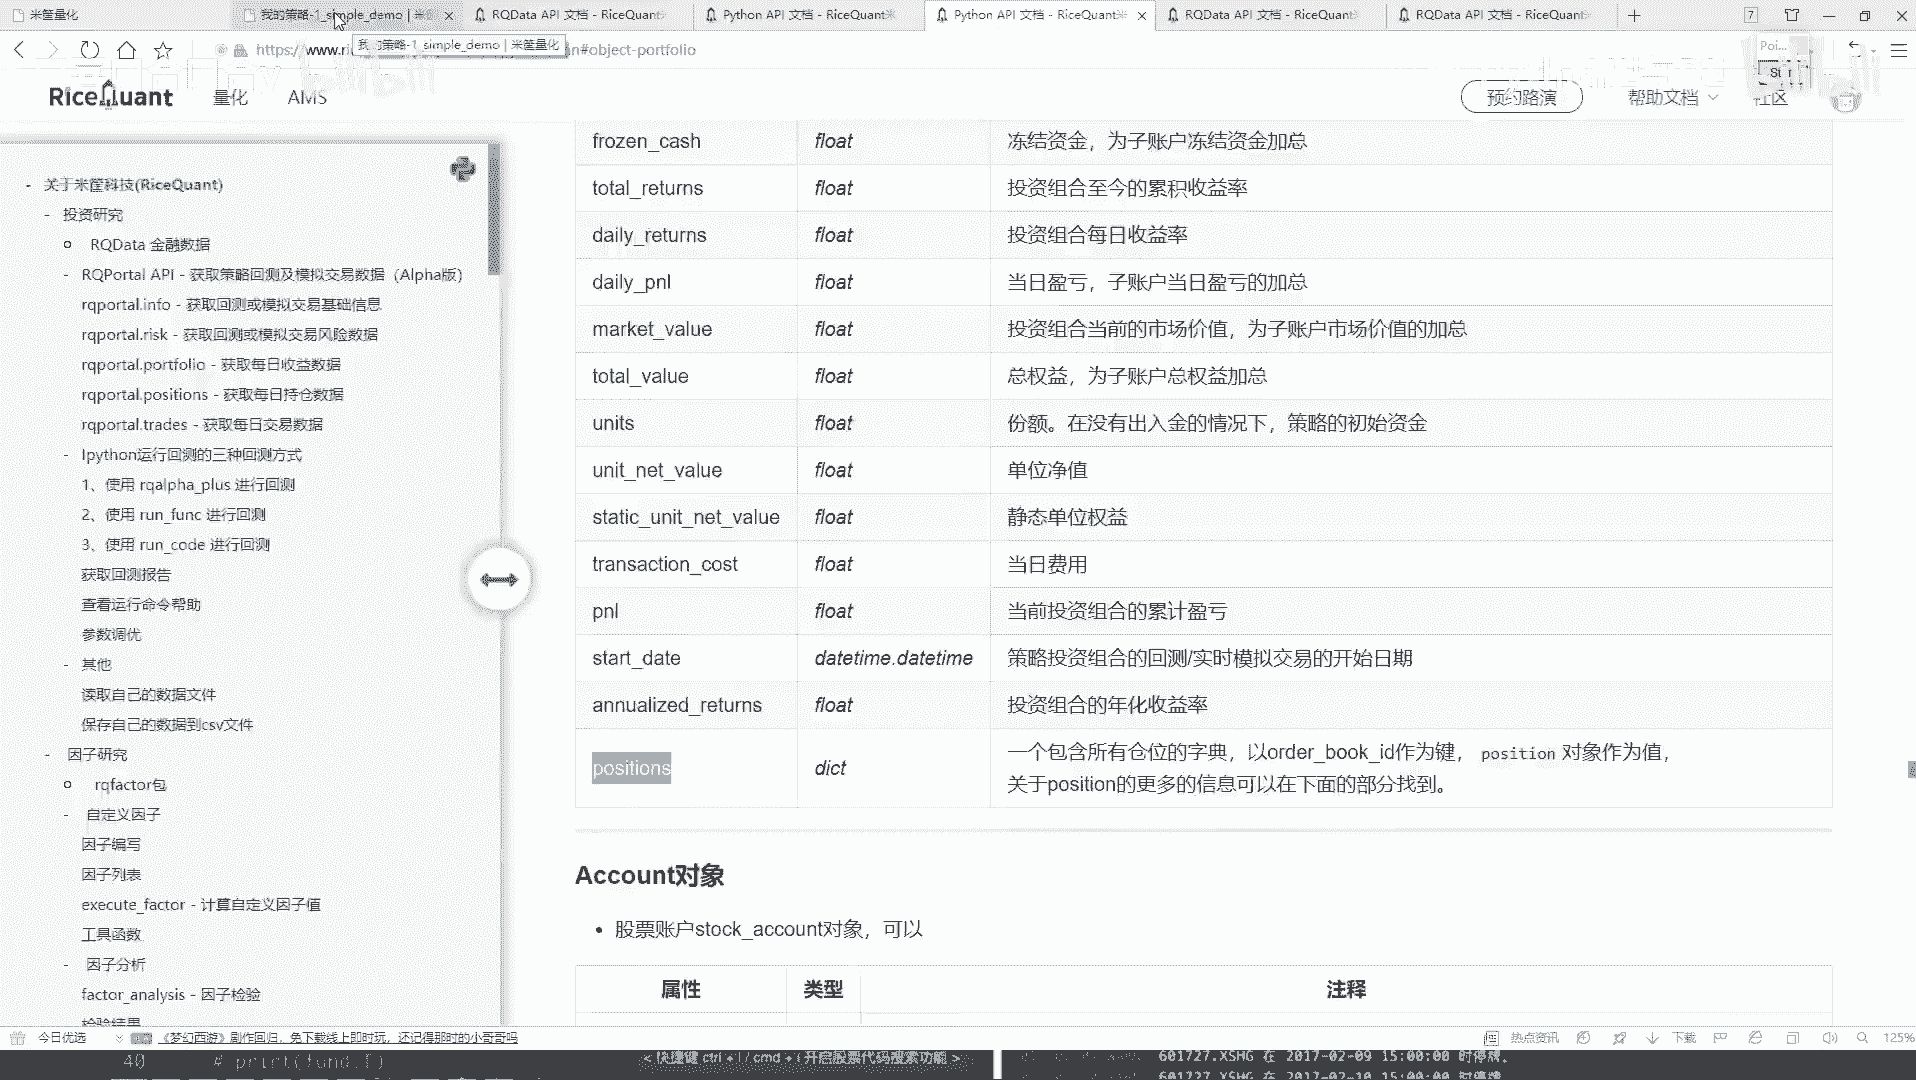 米筐量化
我的策略-1_simple_demo | 米筐
RQData API 文档 - RiceQuant
Python API 文档 - RiceQuant米
Python API 文档 - RiceQuant米
RQData API 文档 - RiceQuant
RQData API 文档 - RiceQuant
7
https://www.ri
我的策略-1_simple_demo | 米筐量化
an#object-portfolio
Poi...
RiceQuant
量化
AMS
预约路演
帮助文档
社区
- 关于米筐科技(RiceQuant)
- 投资研究
RQData 金融数据
- RQPortal API - 获取策略回测及模拟交易数据（Alpha版）
rqportal.info - 获取回测或模拟交易基础信息
rqportal.risk - 获取回测或模拟交易风险数据
rqportal.portfolio - 获取每日收益数据
rqportal.positions - 获取每日持仓数据
rqportal.trades - 获取每日交易数据
- Ipython运行回测的三种回测方式
1、使用 rqalpha_plus 进行回测
2、使用 run_func 进行回测
3、使用 run_code 进行回测
获取回测报告
查看运行命令帮助
参数调优
- 其他
读取自己的数据文件
保存自己的数据到csv文件
- 因子研究
rqfactor包
- 自定义因子
因子编写
因子列表
execute_factor - 计算自定义因子值
工具函数
- 因子分析
factor_analysis - 因子检验
检验结果
frozen_cash float 冻结资金，为子账户冻结资金加总
total_returns float 投资组合至今的累积收益率
daily_returns float 投资组合每日收益率
daily_pnl float 当日盈亏，子账户当日盈亏的加总
market_value float 投资组合当前的市场价值，为子账户市场价值的加总
total_value float 总权益，为子账户总权益加总
units float 份额。在没有出入金的情况下，策略的初始资金
unit_net_value float 单位净值
static_unit_net_value float 静态单位权益
transaction_cost float 当日费用
pnl float 当前投资组合的累计盈亏
start_date datetime.datetime 策略投资组合的回测/实时模拟交易的开始日期
annualized_returns float 投资组合的年化收益率
positions dict 一个包含所有仓位的字典，以order_book_id作为键， position 对象作为值，
关于position的更多的信息可以在下面的部分找到。
Account对象
• 股票账户stock_account对象，可以
属性 类型 注释
今日优选
《梦幻西游》剧作回归，免下载线上即时玩，还记得那时的小哥哥吗
热点资讯
下载
125%
40 # print(fund.T)
< 快捷键 ctrl + i / cmd + i 开启股票代码搜索功能 >
601727.XSHG 在 2017-02-09 15:00:00 时停牌。
601727.XSHG 在 2017-02-10 15:00:00 时停牌。